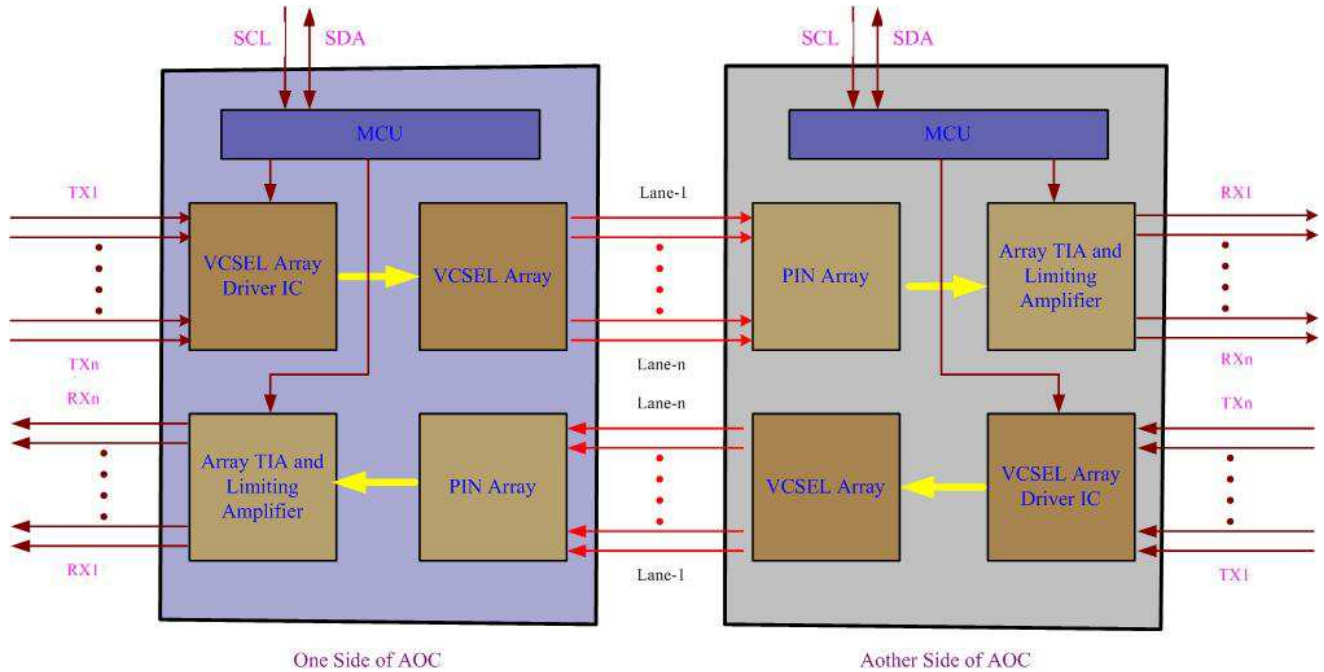 SCL
SDA
SCL
SDA
MCU
MCU
TX1
Lane-1
RX1
VCSEL Array
Driver IC
VCSEL Array
PIN Array
Array TIA and
Limiting
Amplifier
TXn
Lane-n
RXn
RXn
Lane-n
TXn
Array TIA and
Limiting
Amplifier
PIN Array
VCSEL Array
VCSEL Array
Driver IC
RX1
Lane-1
TX1
One Side of AOC
Aother Side of AOC